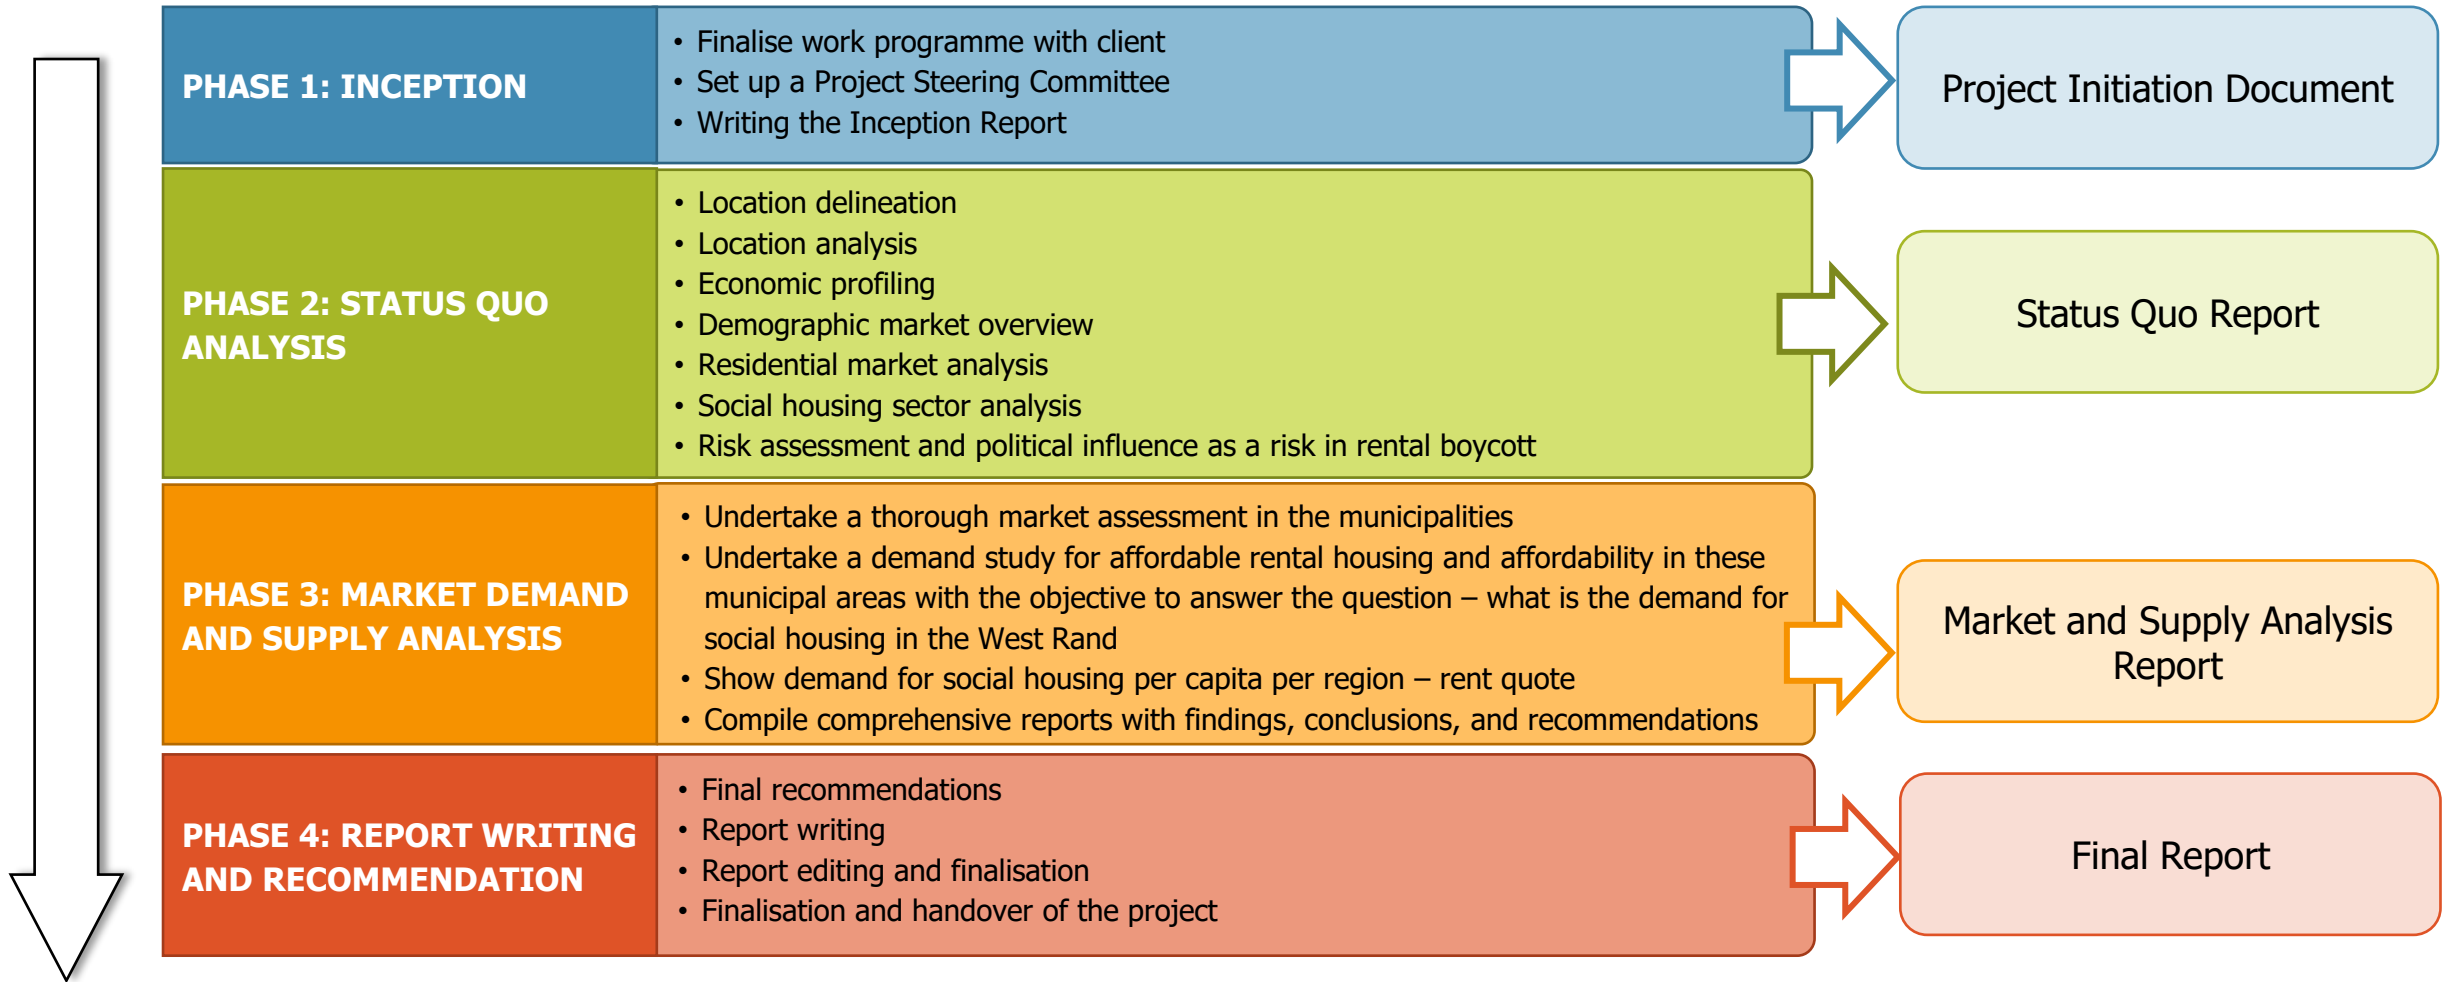 PHASE 1: INCEPTION
• Finalise work programme with client
• Set up a Project Steering Committee
• Writing the Inception Report
Project Initiation Document
PHASE 2: STATUS QUO
ANALYSIS
• Location delineation
• Location analysis
• Economic profiling
• Demographic market overview
• Residential market analysis
• Social housing sector analysis
• Risk assessment and political influence as a risk in rental boycott
Status Quo Report
PHASE 3: MARKET DEMAND
AND SUPPLY ANALYSIS
• Undertake a thorough market assessment in the municipalities
• Undertake a demand study for affordable rental housing and affordability in these
municipal areas with the objective to answer the question – what is the demand for
social housing in the West Rand
• Show demand for social housing per capita per region – rent quote
• Compile comprehensive reports with findings, conclusions, and recommendations
Market and Supply Analysis
Report
PHASE 4: REPORT WRITING
AND RECOMMENDATION
• Final recommendations
• Report writing
• Report editing and finalisation
• Finalisation and handover of the project
Final Report